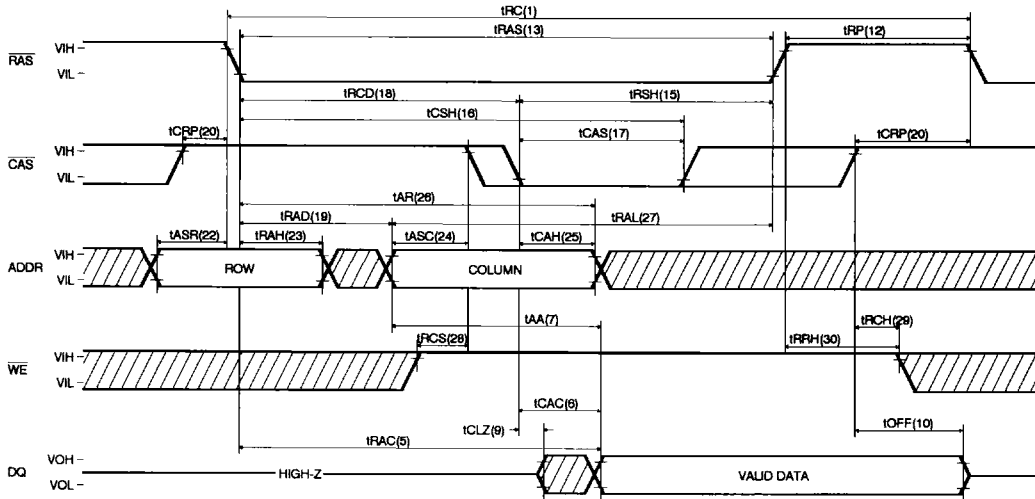 tRC(1)
tRAS(13)
tRP(12)
RAS
VIH
VIL
tRCD(18)
tRSH(15)
tCSH(16)
tCRP(20)
tCAS(17)
tCRP(20)
CAS
VIH
VIL
tAR(26)
tRAD(19)
tRAL(27)
tASR(22)
tRAH(23)
tASC(24)
tCAH(25)
ADDR
VIH
VIL
ROW
COLUMN
tAA(7)
tRCS(28)
tRCH(29)
tRRH(30)
WE
VIH
VIL
tCAC(6)
tCLZ(9)
tOFF(10)
tRAC(5)
DQ
VOH
VOL
HIGH-Z
VALID DATA